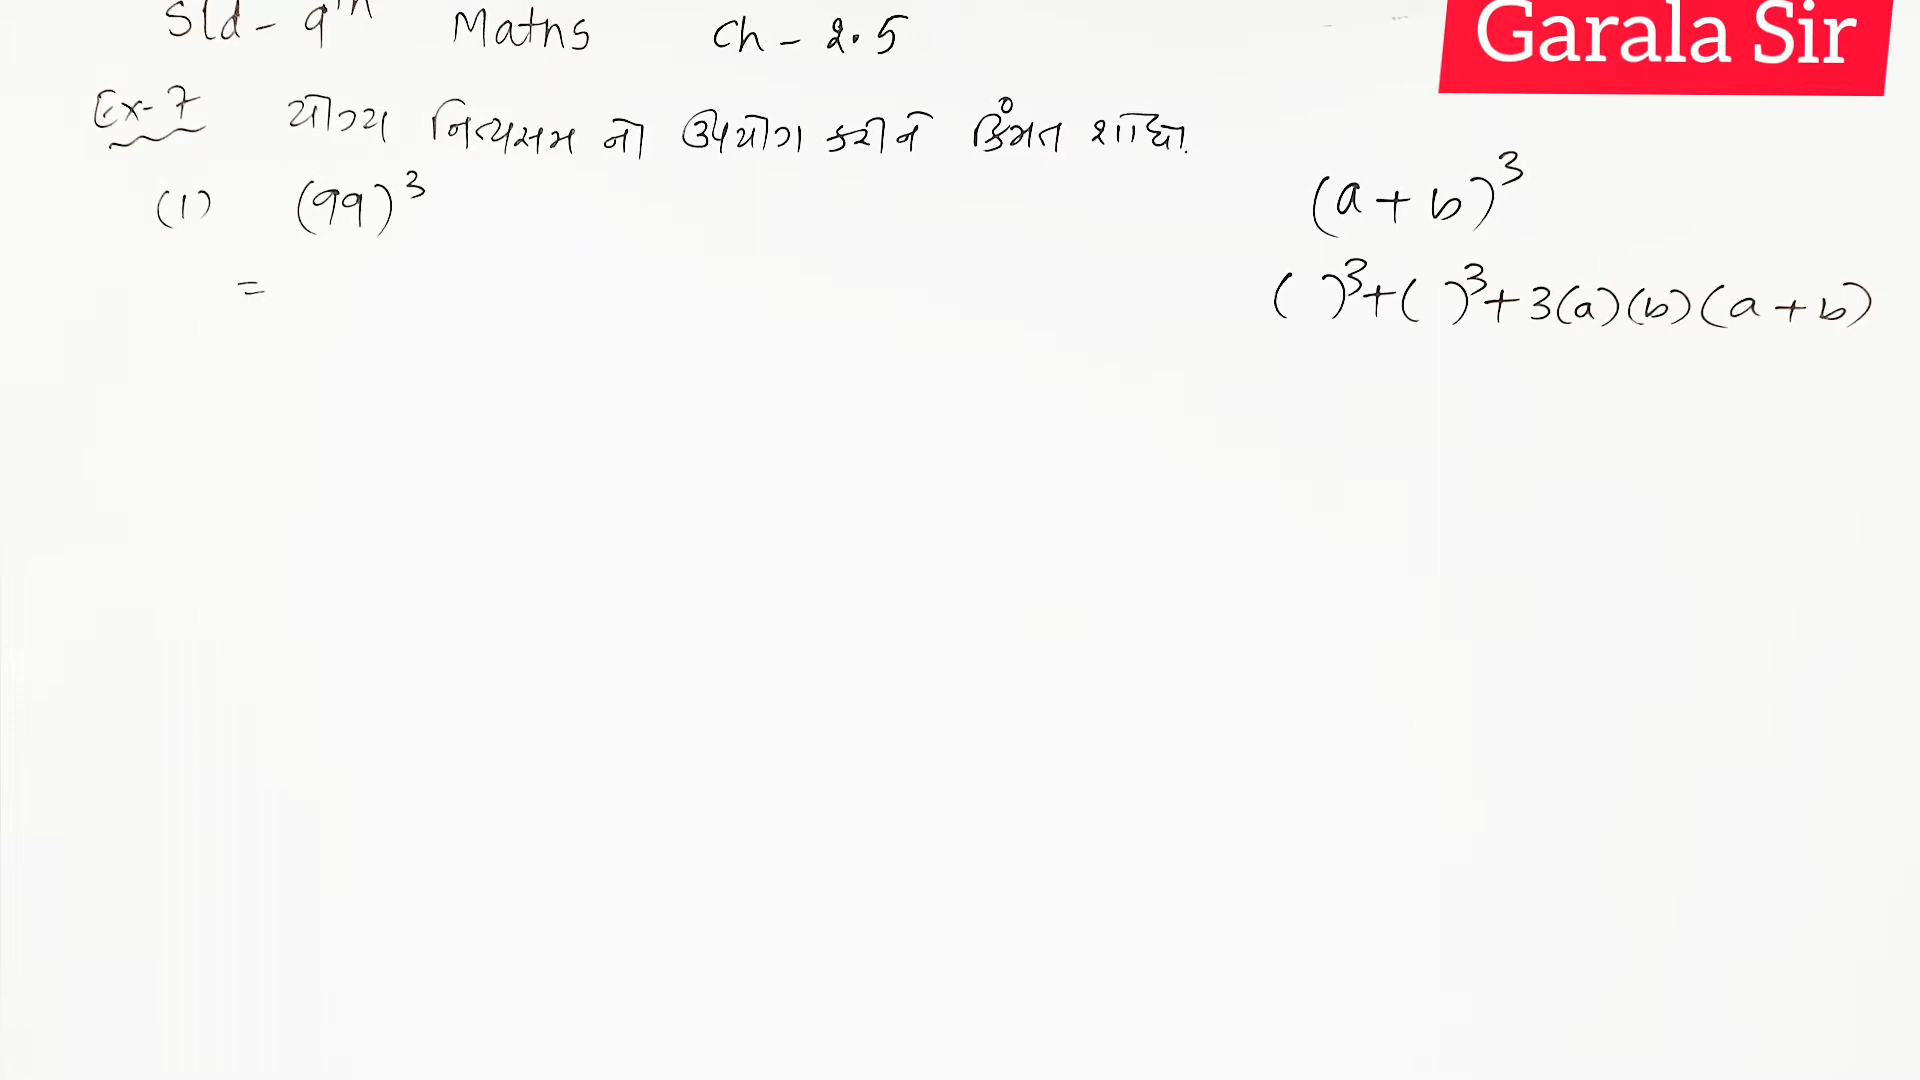 Std - 9th Maths Ch - 2.5
Garala Sir
Ex-7 યોગ્ય નિત્યસમ નો ઉપયોગ કરીને કિંમત શોધો.
(1) (99)³
=
(a + b)³
( )³+( )³+3(a)(b)(a + b)